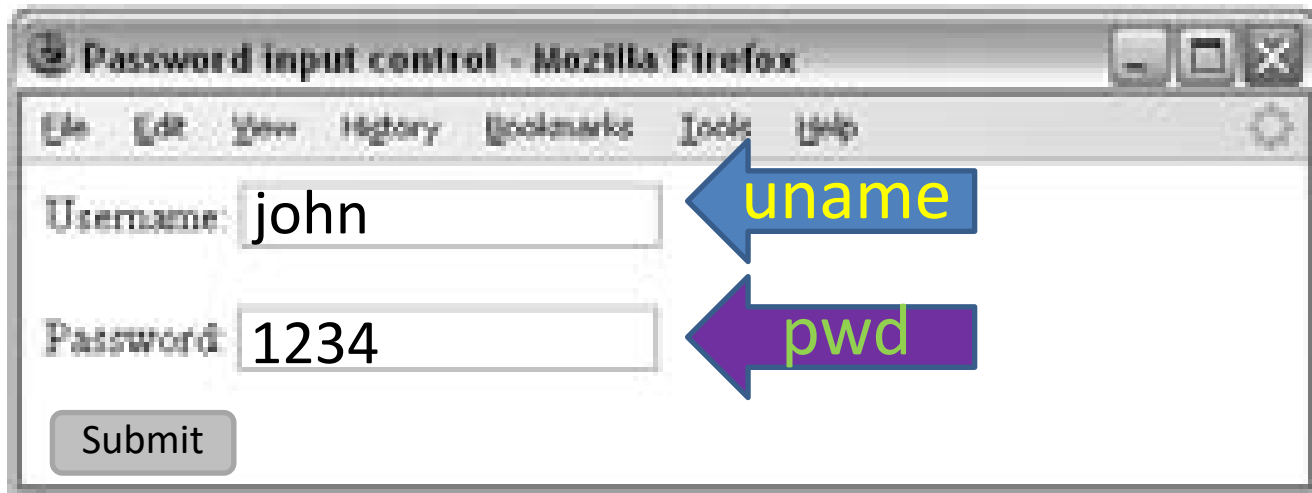 Password input control - Mozilla Firefox
File Edit View History Bookmarks Tools Help
Username: john uname
Password: 1234 pwd
Submit